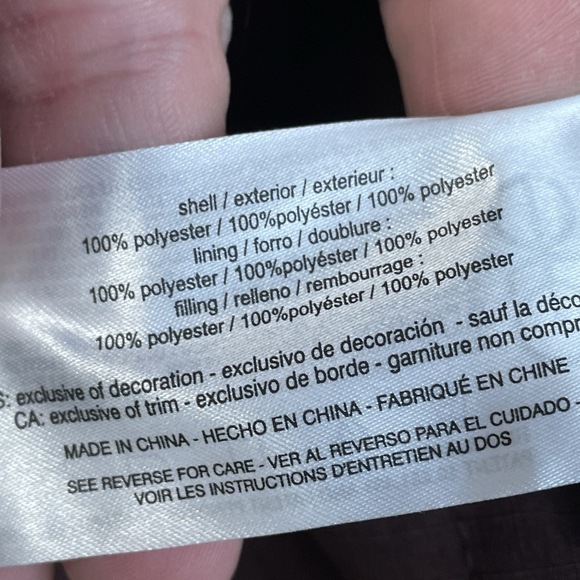 shell / exterior / exterieur :
100% polyester / 100%polyéster / 100% polyester
lining / forro / doublure :
100% polyester / 100%polyéster / 100% polyester
filling / relleno / rembourrage :
100% polyester / 100%polyéster / 100% polyester
S: exclusive of decoration - exclusivo de decoración - sauf la déco
CA: exclusive of trim - exclusivo de borde - garniture non compr
MADE IN CHINA - HECHO EN CHINA - FABRIQUÉ EN CHINE
SEE REVERSE FOR CARE - VER AL REVERSO PARA EL CUIDADO -
VOIR LES INSTRUCTIONS D'ENTRETIEN AU DOS